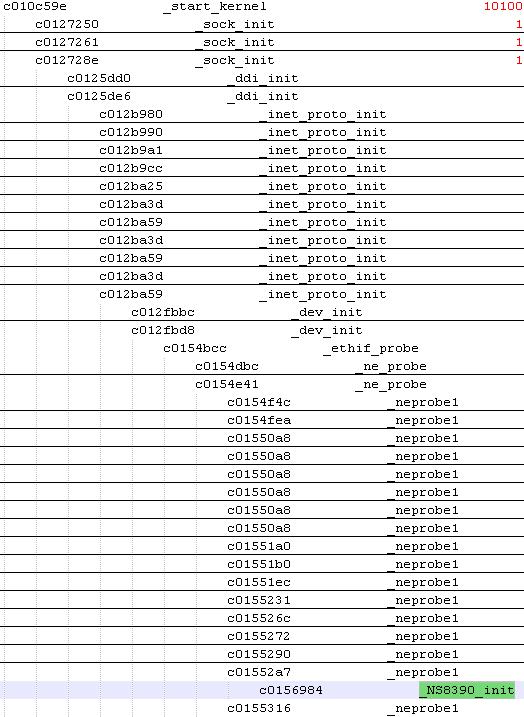 c010c59e _start_kernel 10100
c0127250 _sock_init 1
c0127261 _sock_init 1
c012728e _sock_init 1
c0125dd0 _ddi_init
c0125de6 _ddi_init
c012b980 _inet_proto_init
c012b990 _inet_proto_init
c012b9a1 _inet_proto_init
c012b9cc _inet_proto_init
c012ba25 _inet_proto_init
c012ba3d _inet_proto_init
c012ba59 _inet_proto_init
c012ba3d _inet_proto_init
c012ba59 _inet_proto_init
c012ba3d _inet_proto_init
c012ba59 _inet_proto_init
c012fbbc _dev_init
c012fbd8 _dev_init
c0154bcc _ethif_probe
c0154dbc _ne_probe
c0154e41 _ne_probe
c0154f4c _neprobe1
c0154fea _neprobe1
c01550a8 _neprobe1
c01550a8 _neprobe1
c01550a8 _neprobe1
c01550a8 _neprobe1
c01550a8 _neprobe1
c01550a8 _neprobe1
c01551a0 _neprobe1
c01551b0 _neprobe1
c01551ec _neprobe1
c0155231 _neprobe1
c015526c _neprobe1
c0155272 _neprobe1
c0155290 _neprobe1
c01552a7 _neprobe1
c0156984 _NS8390_init
c0155316 _neprobe1